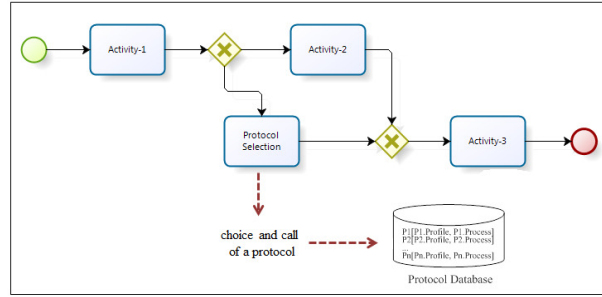 Activity-1
Activity-2
Protocol
Selection
Activity-3
choice and call
of a protocol
P1[P1.Profile, P1.Process]
P2[P2.Profile, P2.Process]
...
Pn[Pn.Profile, Pn.Process]
Protocol Database